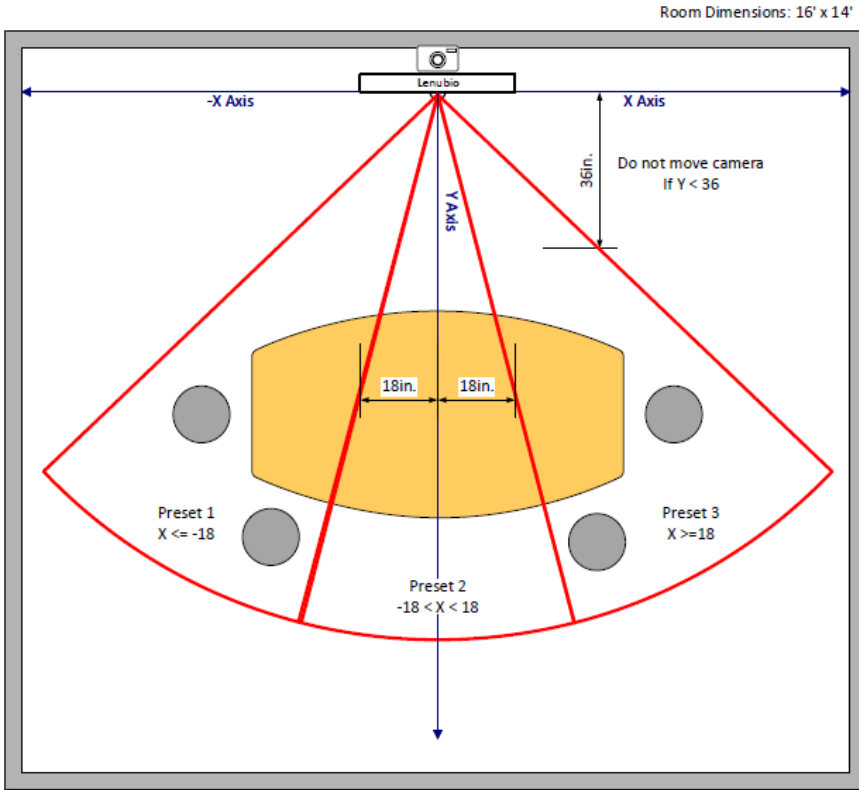 Room Dimensions: 16' x 14'
Lenubio
-X Axis
X Axis
Y Axis
36in.
Do not move camera
If Y < 36
18in.
18in.
Preset 1
X <= -18
Preset 3
X >=18
Preset 2
-18 < X < 18